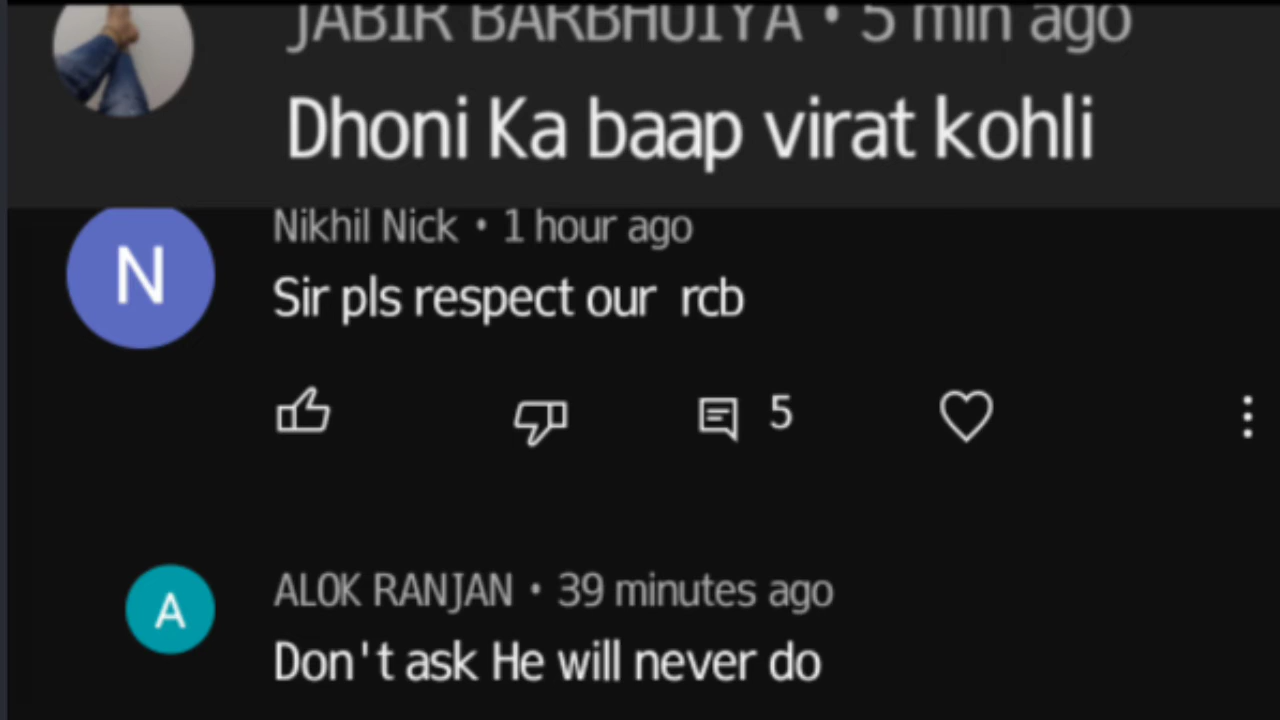 JABIR BARBHUIYA • 5 min ago
Dhoni Ka baap virat kohli
N
Nikhil Nick • 1 hour ago
Sir pls respect our rcb
5
A
ALOK RANJAN • 39 minutes ago
Don't ask He will never do